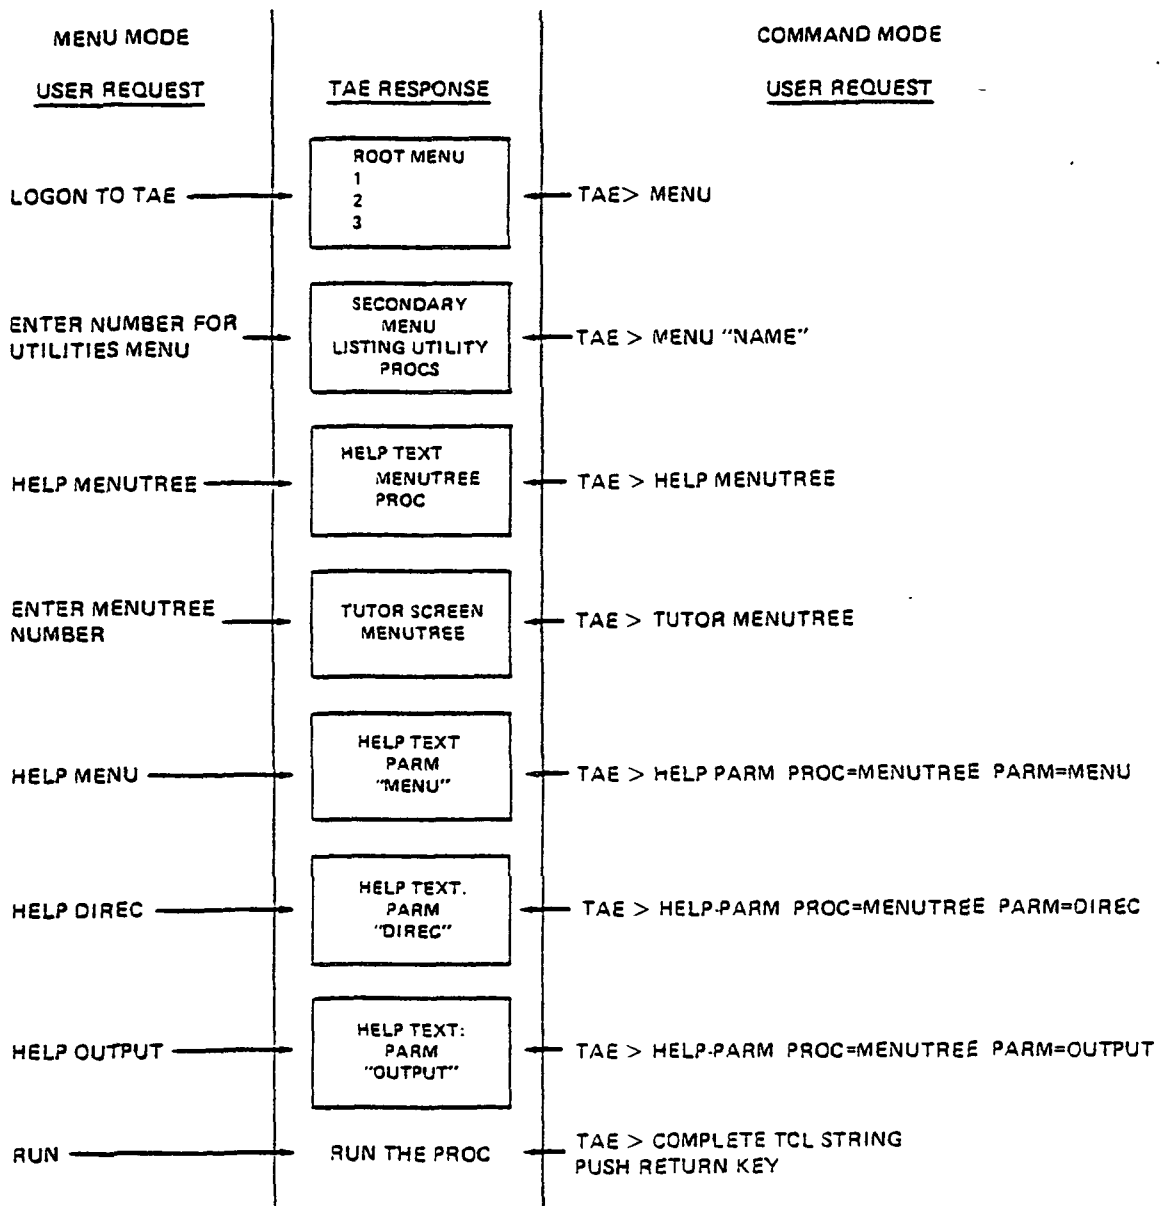 MENU MODE
COMMAND MODE
USER REQUEST
TAE RESPONSE
USER REQUEST
LOGON TO TAE
ROOT MENU
1
2
3
TAE> MENU
ENTER NUMBER FOR
UTILITIES MENU
SECONDARY
MENU
LISTING UTILITY
PROCS
TAE > MENU "NAME"
HELP MENUTREE
HELP TEXT
MENUTREE
PROC
TAE > HELP MENUTREE
ENTER MENUTREE
NUMBER
TUTOR SCREEN
MENUTREE
TAE > TUTOR MENUTREE
HELP MENU
HELP TEXT
PARM
"MENU"
TAE > HELP PARM PROC=MENUTREE PARM=MENU
HELP DIREC
HELP TEXT.
PARM
"DIREC"
TAE > HELP-PARM PROC=MENUTREE PARM=DIREC
HELP OUTPUT
HELP TEXT:
PARM
"OUTPUT"
TAE > HELP-PARM PROC=MENUTREE PARM=OUTPUT
RUN
RUN THE PROC
TAE > COMPLETE TCL STRING
PUSH RETURN KEY